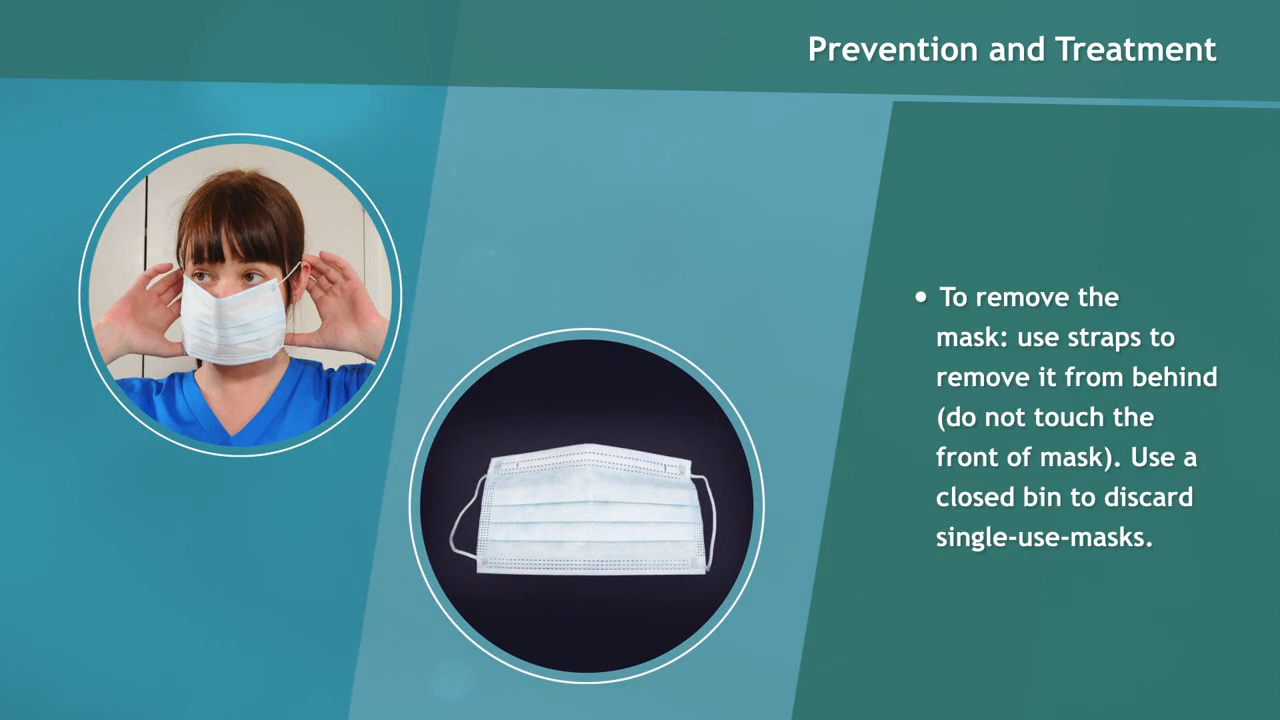 Prevention and Treatment
• To remove the
mask: use straps to
remove it from behind
(do not touch the
front of mask). Use a
closed bin to discard
single-use-masks.